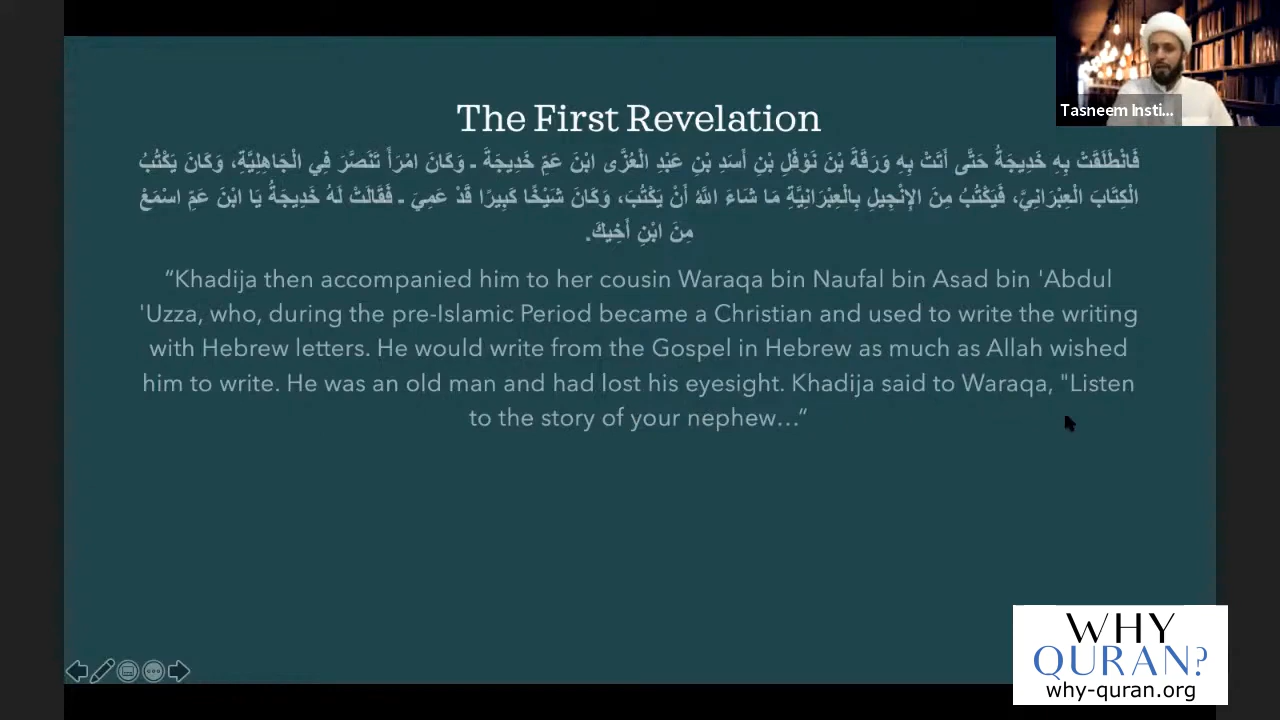 Tasneem Insti...
The First Revelation
فَانْطَلَقَتْ بِهِ خَدِيجَةُ حَتَّى أَتَتْ بِهِ وَرَقَةَ بْنَ نَوْفَلِ بْنِ أَسَدِ بْنِ عَبْدِ الْعُزَّى ابْنَ عَمِّ خَدِيجَةَ ـ وَكَانَ امْرَأً تَنَصَّرَ فِي الْجَاهِلِيَّةِ، وَكَانَ يَكْتُبُ
الْكِتَابَ الْعِبْرَانِيَّ، فَيَكْتُبُ مِنَ الإِنْجِيلِ بِالْعِبْرَانِيَّةِ مَا شَاءَ اللَّهُ أَنْ يَكْتُبَ، وَكَانَ شَيْخًا كَبِيرًا قَدْ عَمِيَ ـ فَقَالَتْ لَهُ خَدِيجَةُ يَا ابْنَ عَمِّ اسْمَعْ
مِنَ ابْنِ أَخِيكَ.
“Khadija then accompanied him to her cousin Waraqa bin Naufal bin Asad bin 'Abdul
'Uzza, who, during the pre-Islamic Period became a Christian and used to write the writing
with Hebrew letters. He would write from the Gospel in Hebrew as much as Allah wished
him to write. He was an old man and had lost his eyesight. Khadija said to Waraqa, "Listen
to the story of your nephew…“
WHY
QURAN?
why-quran.org